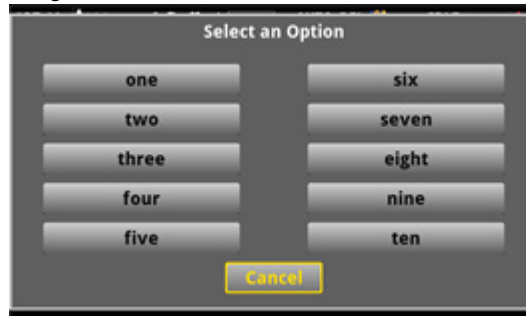 Select an Option
one
two
three
four
five
six
seven
eight
nine
ten
Cancel